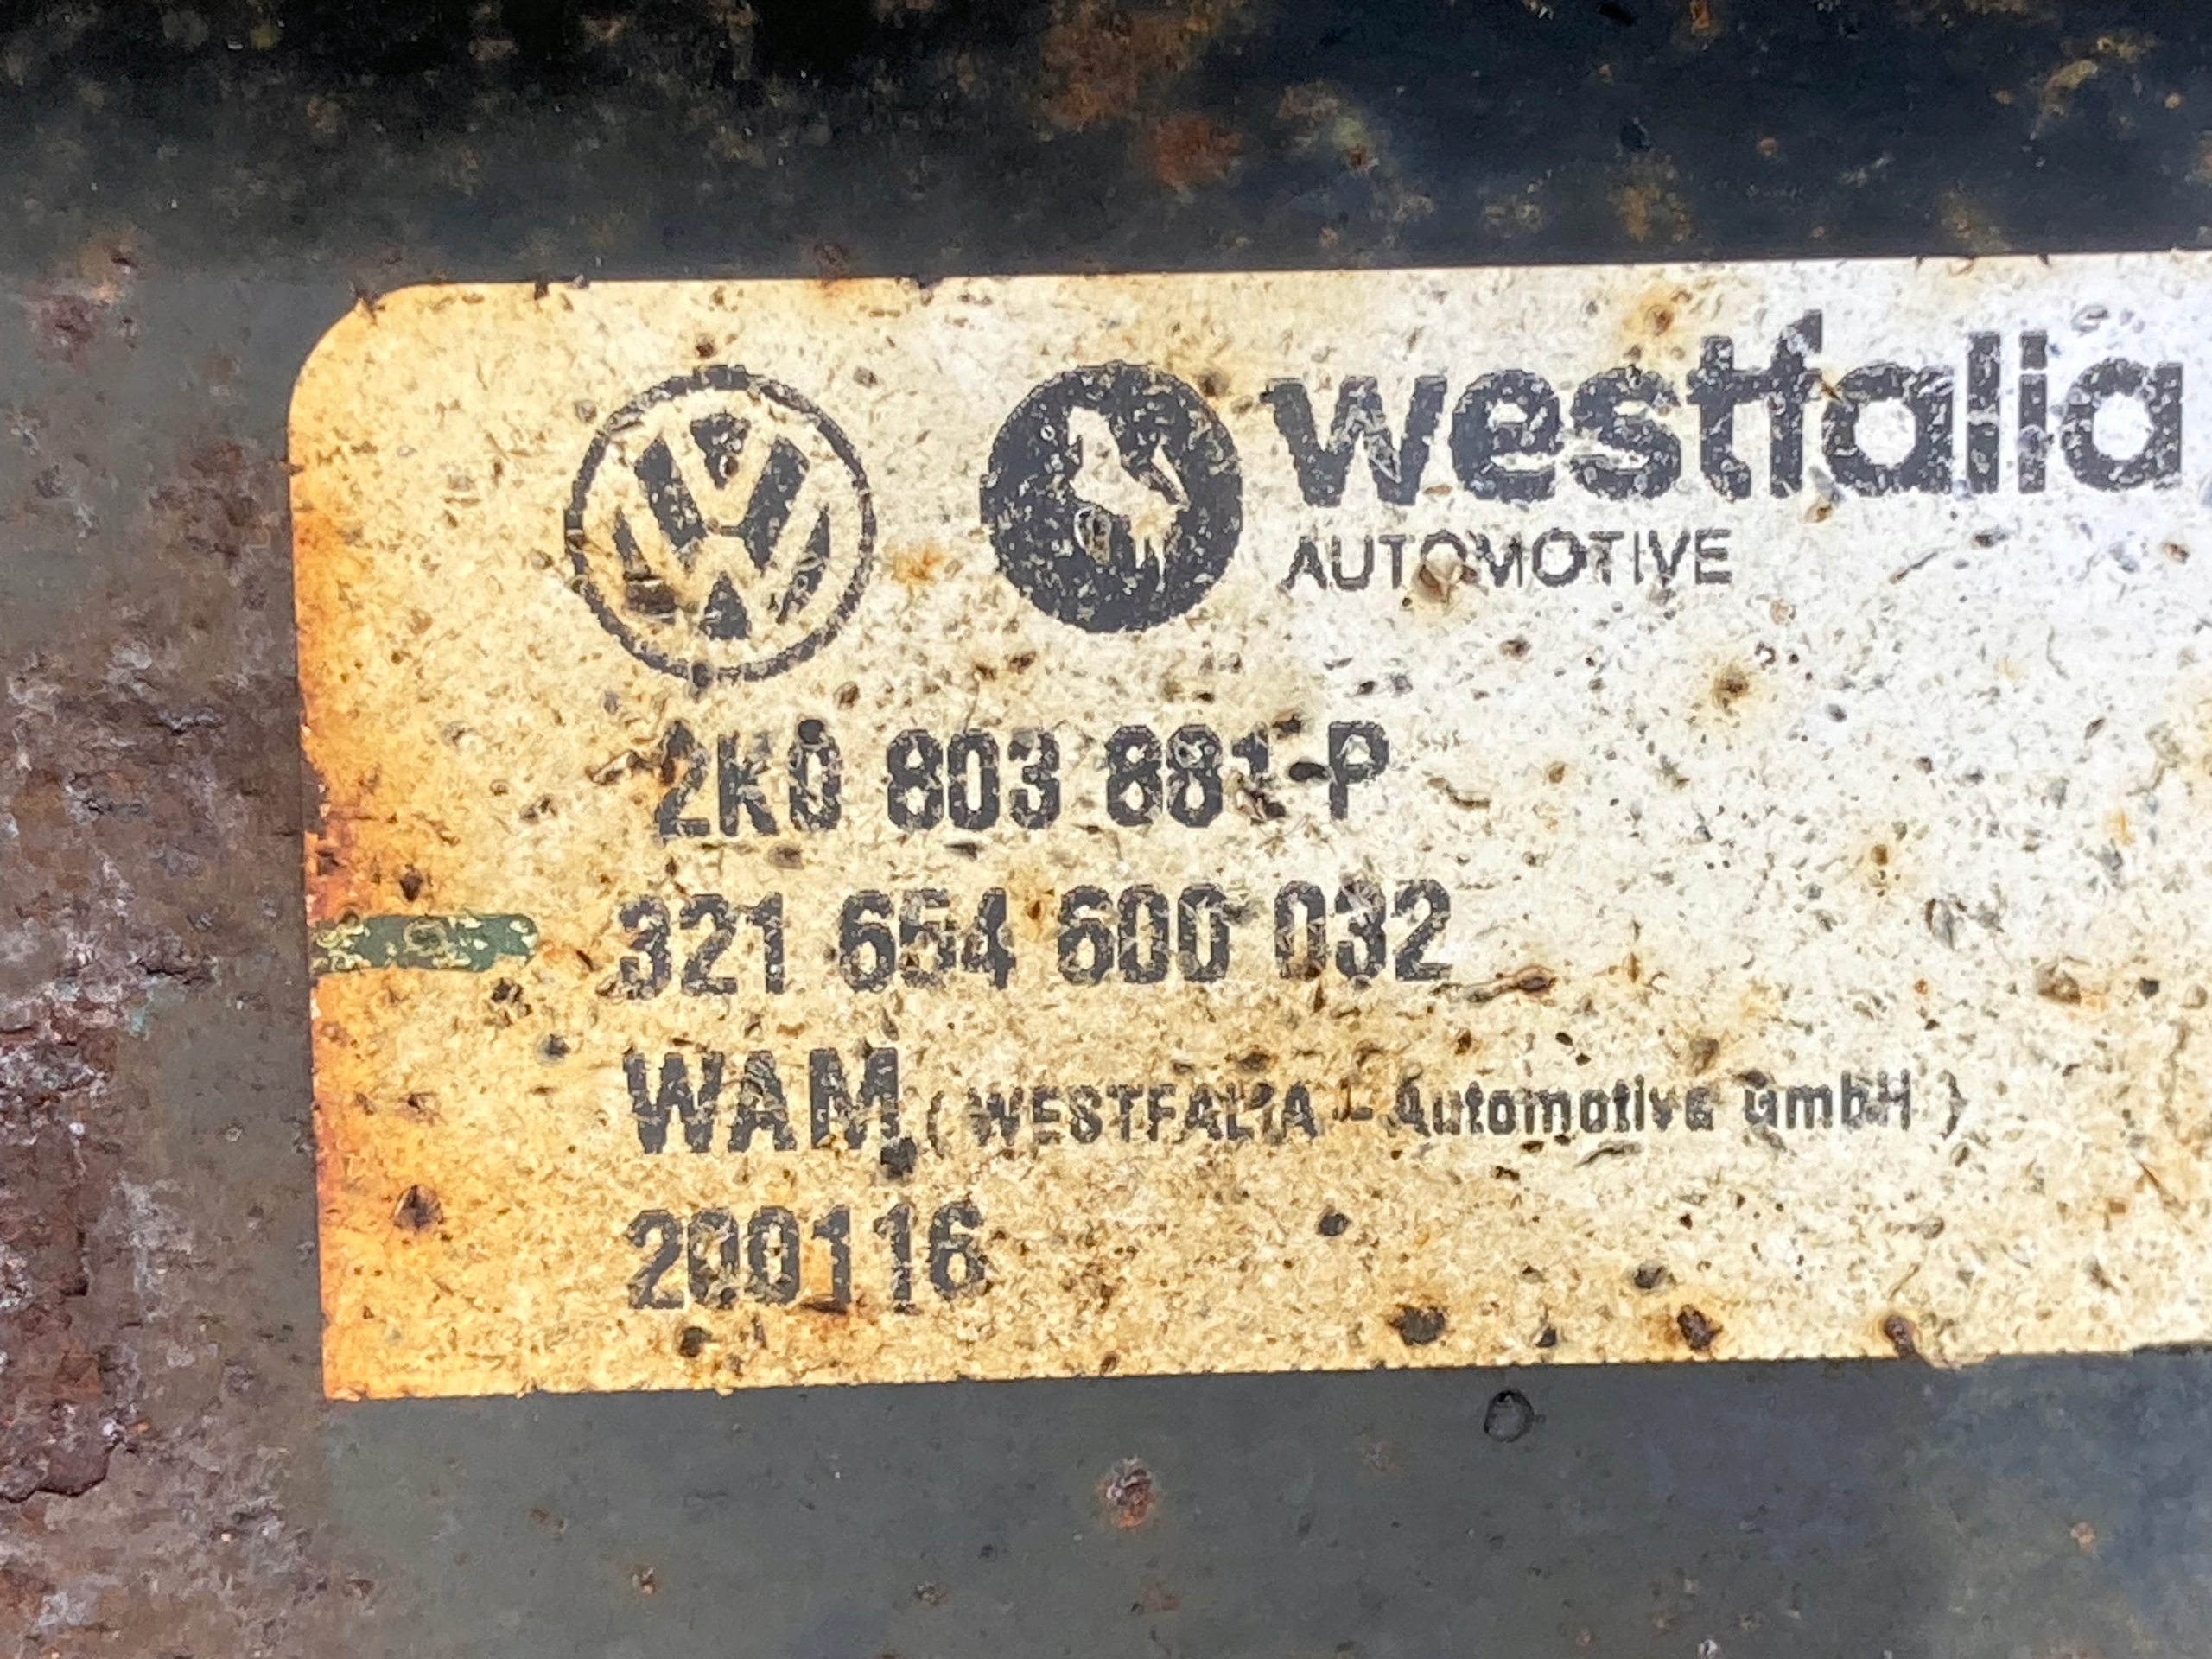 westfalia
AUTOMOTIVE
2K0 803 881-P
321 654 600 032
WAM ( WESTFALIA - Automotive GmbH )
200116